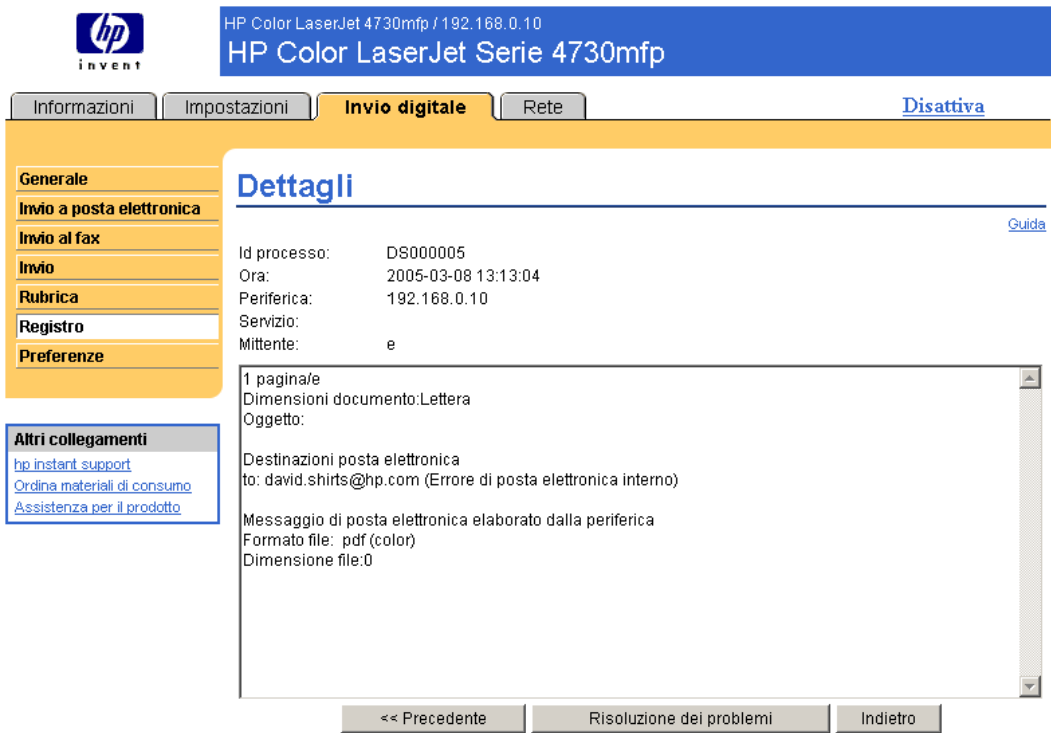 hp
invent
HP Color LaserJet 4730mfp / 192.168.0.10
HP Color LaserJet Serie 4730mfp
Informazioni
Impostazioni
Invio digitale
Rete
Disattiva
Generale
Invio a posta elettronica
Invio al fax
Invio
Rubrica
Registro
Preferenze
Altri collegamenti
hp instant support
Ordina materiali di consumo
Assistenza per il prodotto
Dettagli
Guida
Id processo: DS000005
Ora: 2005-03-08 13:13:04
Periferica: 192.168.0.10
Servizio:
Mittente: e
1 pagina/e
Dimensioni documento:Lettera
Oggetto:
Destinazioni posta elettronica
to: david.shirts@hp.com (Errore di posta elettronica interno)
Messaggio di posta elettronica elaborato dalla periferica
Formato file: pdf (color)
Dimensione file:0
<< Precedente
Risoluzione dei problemi
Indietro